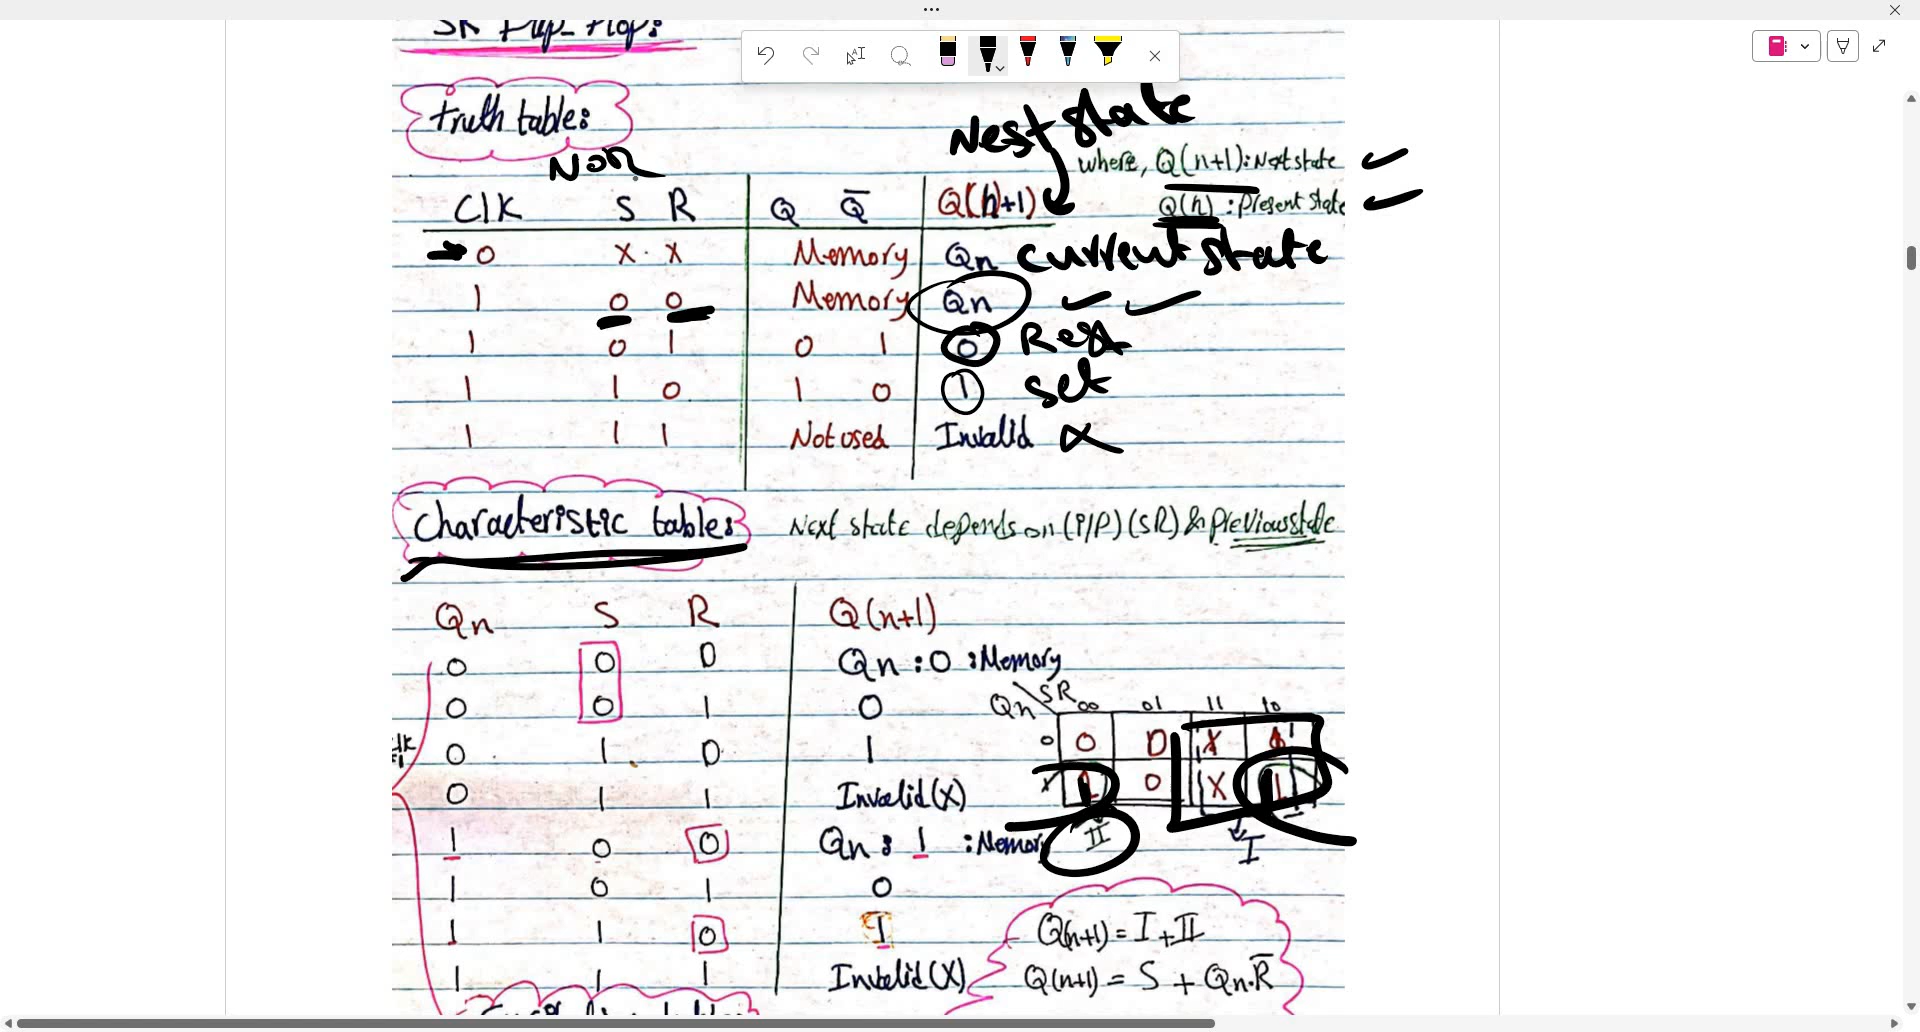 SR Flip-Flop:
Truth table:
Nor
Next state
where, Q(n+1): Next state
Q(n) : Present state
Clk S R Q Q̅ Q(n+1)
0 X X Memory Qn current state
1 0 0 Memory Qn
1 0 1 0 1 0 Rest
1 1 0 1 0 1 set
1 1 1 Not used Invalid
Characteristic table:
Next state depends on (I/P) (SR) & previous state
Qn S R Q(n+1)
0 0 0 Qn : 0 : Memory
0 0 1 0
0 1 0 1
0 1 1 Invalid (X)
1 0 0 Qn : 1 : Memory
1 0 1 0
1 1 0 1
1 1 1 Invalid (X)
Qn SR 00 01 11 10
0 0 0 X 1
1 0 X 1
II
I
Q(n+1) = I + II
Q(n+1) = S + Qn.R̅